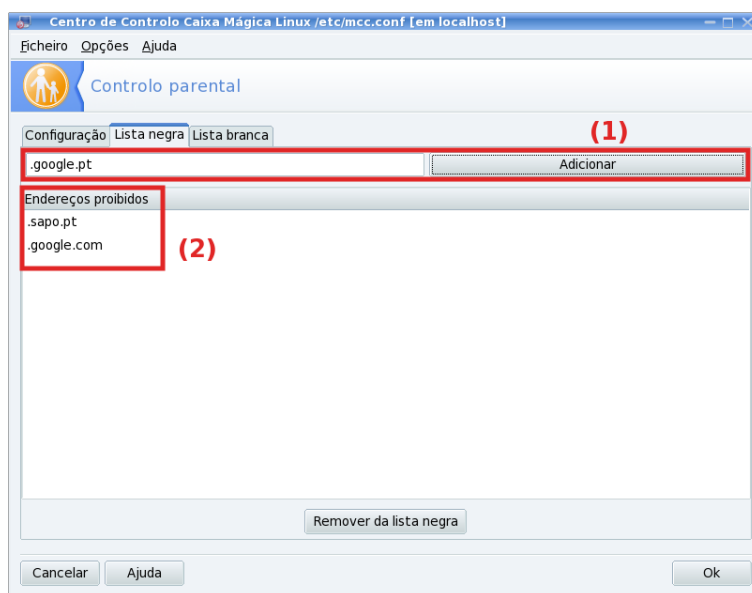 Centro de Controlo Caixa Mágica Linux /etc/mcc.conf [em localhost]
Ficheiro Opções Ajuda
Controlo parental
(1)
Configuração Lista negra Lista branca
.google.pt Adicionar
Endereços proibidos
.sapo.pt
.google.com
(2)
Remover da lista negra
Cancelar Ajuda Ok